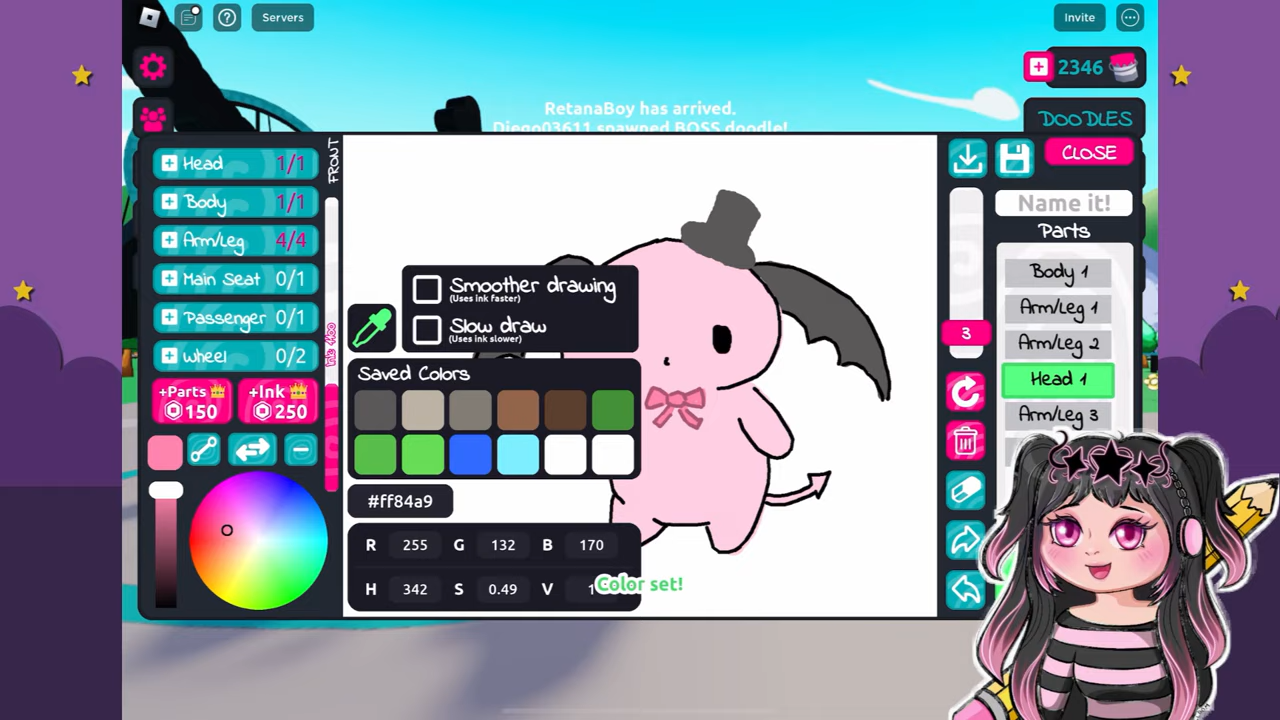 Servers
Invite
2346
RetanaBoy has arrived.
Diego03611 spawned BOSS doodle!
DOODLES
CLOSE
Head 1/1
Body 1/1
Arm/Leg 4/4
Main Seat 0/1
Passenger 0/1
Wheel 0/2
+Parts 150
+Ink 250
FRONT
Smoother drawing
(Uses ink faster)
Slow draw
(Uses ink slower)
Saved Colors
#ff84a9
R 255 G 132 B 170
H 342 S 0.49 V 1
Color set!
3
Name it!
Parts
Body 1
Arm/Leg 1
Arm/Leg 2
Head 1
Arm/Leg 3